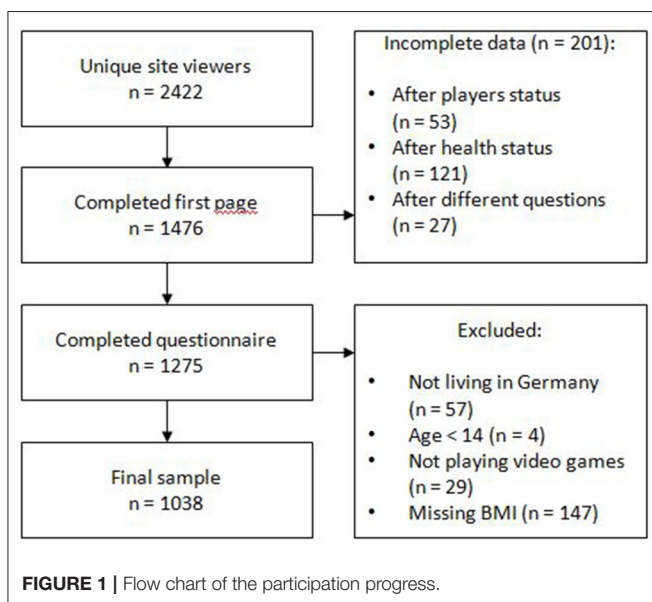 Unique site viewers
n = 2422
Incomplete data (n = 201):
• After players status
(n = 53)
• After health status
(n = 121)
• After different questions
(n = 27)
Completed first page
n = 1476
Completed questionnaire
n = 1275
Excluded:
• Not living in Germany
(n = 57)
• Age < 14 (n = 4)
• Not playing video games
(n = 29)
• Missing BMI (n = 147)
Final sample
n = 1038
FIGURE 1 | Flow chart of the participation progress.